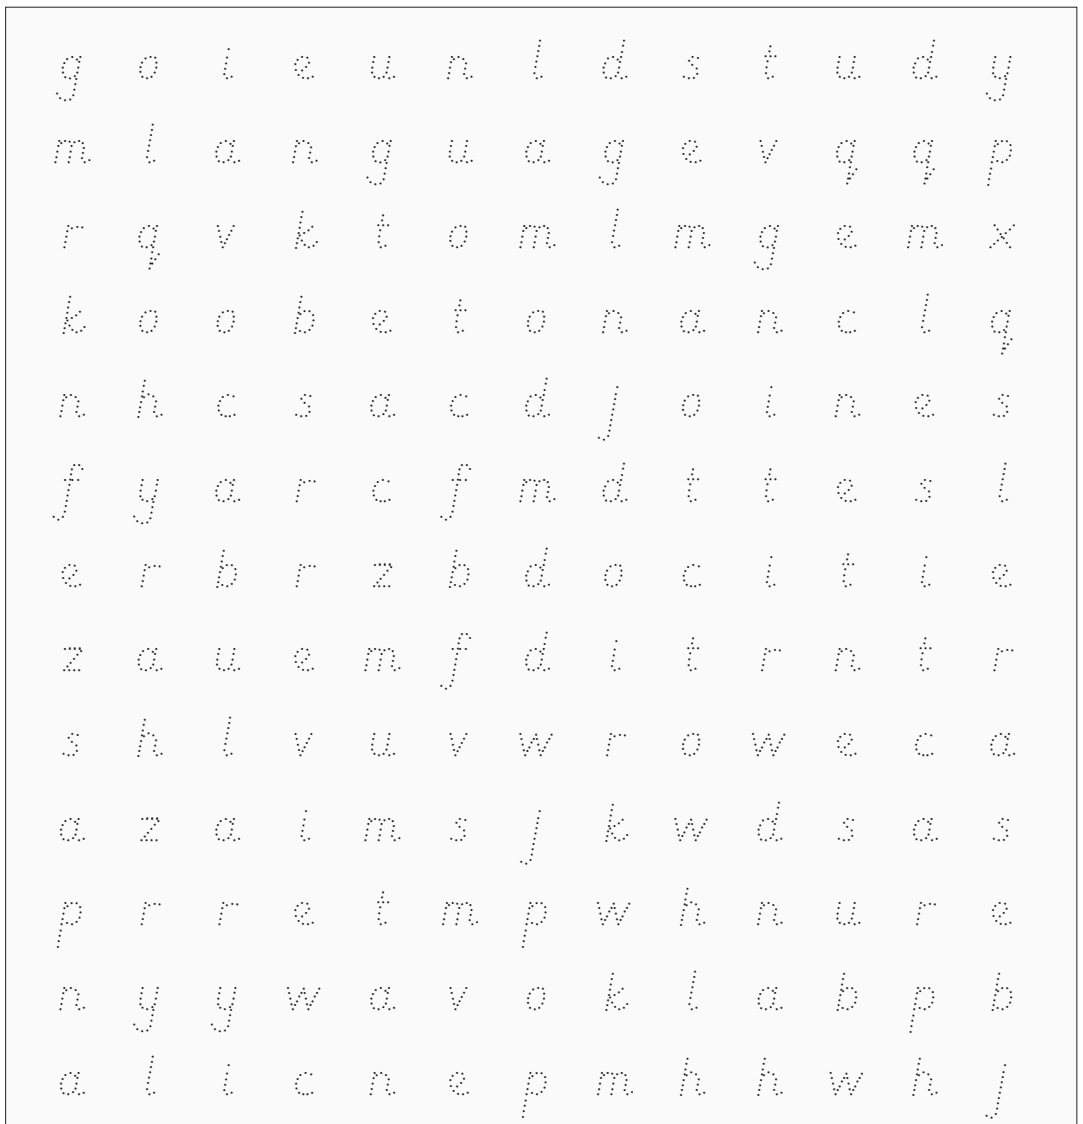 g o i e u n l d s t u d y
m l a n g u a g e v q q p
r q v k t o m l m g e m x
k o o b e t o n a n c l q
n h c s a c d j o i n e s
f y a r c f m d t t e s l
e r b r z b d o c i t i e
z a u e m f d i t r n t r
s h l v u v w r o w e c a
a z a i m s j k w d s a s
p r r e t m p w h n u r e
n y y w a v o k l a b p b
a l i c n e p m h h w h j